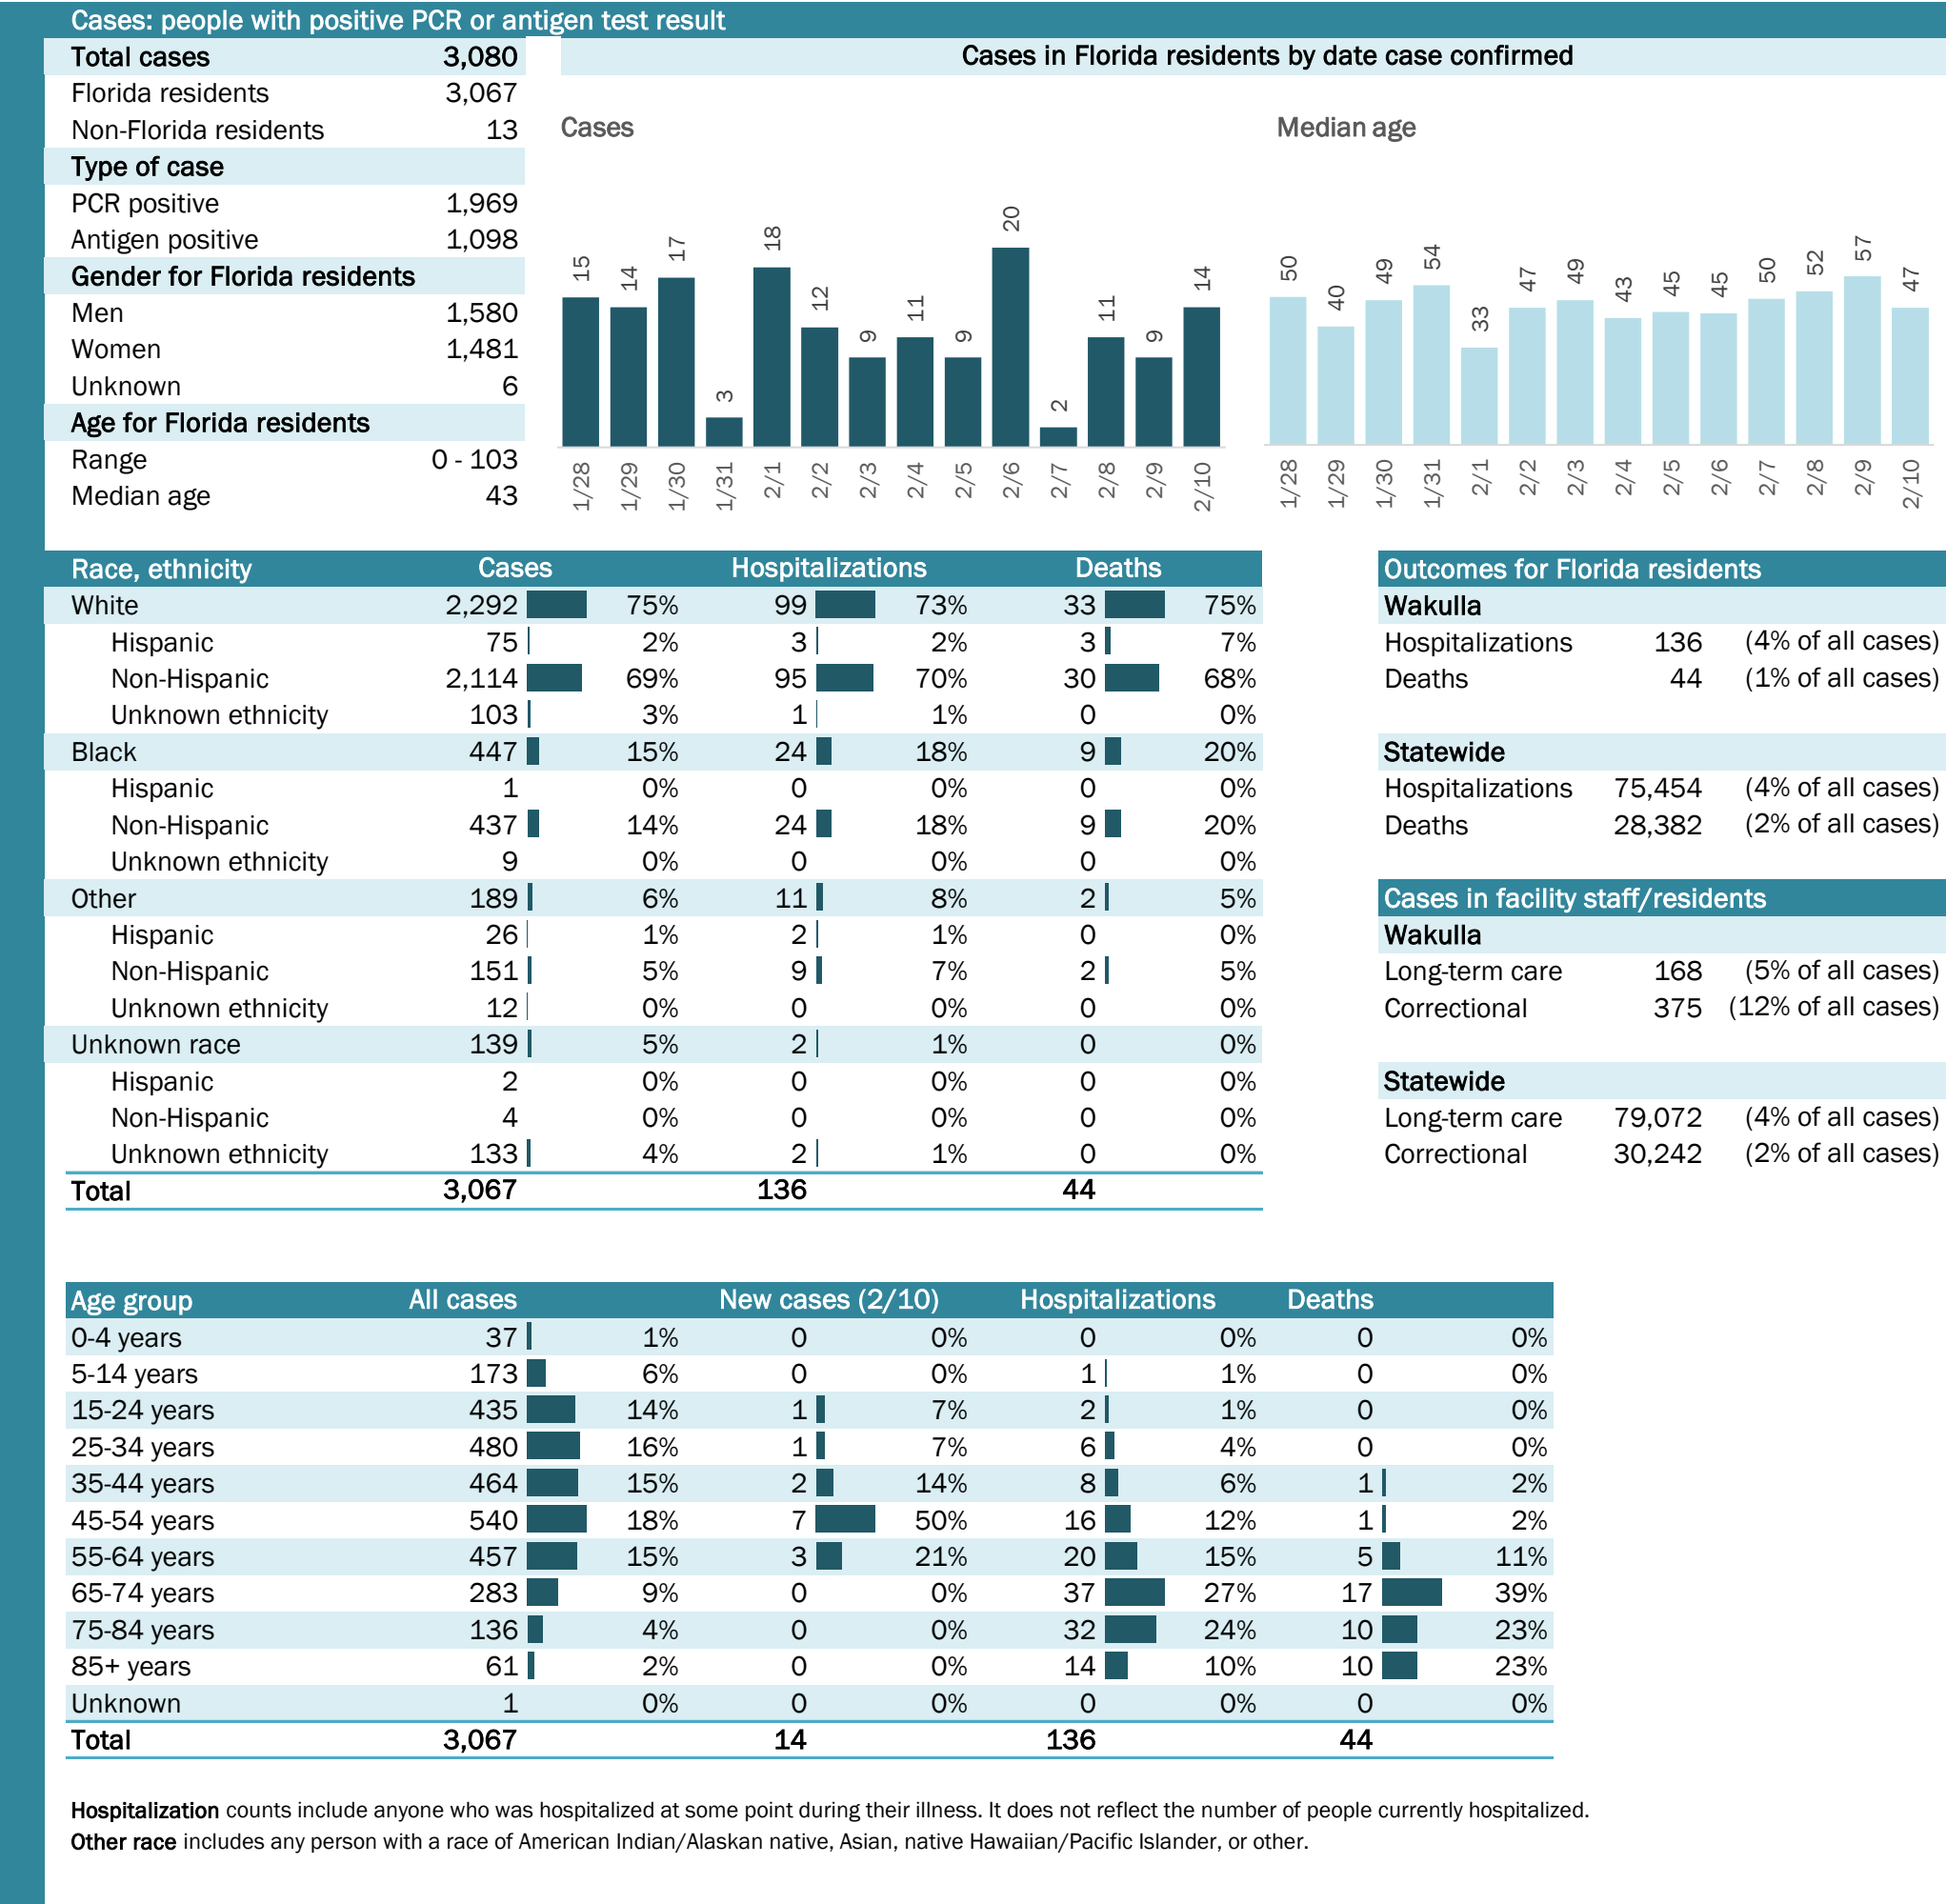 Cases: people with positive PCR or antigen test result
Total cases 3,080
Florida residents 3,067
Non-Florida residents 13
Type of case
PCR positive 1,969
Antigen positive 1,098
Gender for Florida residents
Men 1,580
Women 1,481
Unknown 6
Age for Florida residents
Range 0 - 103
Median age 43
Cases in Florida residents by date case confirmed
Cases
15 14 17 3 18 12 9 11 9 20 2 11 9 14
1/28 1/29 1/30 1/31 2/1 2/2 2/3 2/4 2/5 2/6 2/7 2/8 2/9 2/10
Median age
50 40 49 54 33 47 49 43 45 45 50 52 57 47
1/28 1/29 1/30 1/31 2/1 2/2 2/3 2/4 2/5 2/6 2/7 2/8 2/9 2/10
Race, ethnicity Cases Hospitalizations Deaths
White 2,292 75% 99 73% 33 75%
Hispanic 75 2% 3 2% 3 7%
Non-Hispanic 2,114 69% 95 70% 30 68%
Unknown ethnicity 103 3% 1 1% 0 0%
Black 447 15% 24 18% 9 20%
Hispanic 1 0% 0 0% 0 0%
Non-Hispanic 437 14% 24 18% 9 20%
Unknown ethnicity 9 0% 0 0% 0 0%
Other 189 6% 11 8% 2 5%
Hispanic 26 1% 2 1% 0 0%
Non-Hispanic 151 5% 9 7% 2 5%
Unknown ethnicity 12 0% 0 0% 0 0%
Unknown race 139 5% 2 1% 0 0%
Hispanic 2 0% 0 0% 0 0%
Non-Hispanic 4 0% 0 0% 0 0%
Unknown ethnicity 133 4% 2 1% 0 0%
Total 3,067 136 44
Outcomes for Florida residents
Wakulla
Hospitalizations 136 (4% of all cases)
Deaths 44 (1% of all cases)
Statewide
Hospitalizations 75,454 (4% of all cases)
Deaths 28,382 (2% of all cases)
Cases in facility staff/residents
Wakulla
Long-term care 168 (5% of all cases)
Correctional 375 (12% of all cases)
Statewide
Long-term care 79,072 (4% of all cases)
Correctional 30,242 (2% of all cases)
Age group All cases New cases (2/10) Hospitalizations Deaths
0-4 years 37 1% 0 0% 0 0% 0 0%
5-14 years 173 6% 0 0% 1 1% 0 0%
15-24 years 435 14% 1 7% 2 1% 0 0%
25-34 years 480 16% 1 7% 6 4% 0 0%
35-44 years 464 15% 2 14% 8 6% 1 2%
45-54 years 540 18% 7 50% 16 12% 1 2%
55-64 years 457 15% 3 21% 20 15% 5 11%
65-74 years 283 9% 0 0% 37 27% 17 39%
75-84 years 136 4% 0 0% 32 24% 10 23%
85+ years 61 2% 0 0% 14 10% 10 23%
Unknown 1 0% 0 0% 0 0% 0 0%
Total 3,067 14 136 44
Hospitalization counts include anyone who was hospitalized at some point during their illness. It does not reflect the number of people currently hospitalized.
Other race includes any person with a race of American Indian/Alaskan native, Asian, native Hawaiian/Pacific Islander, or other.